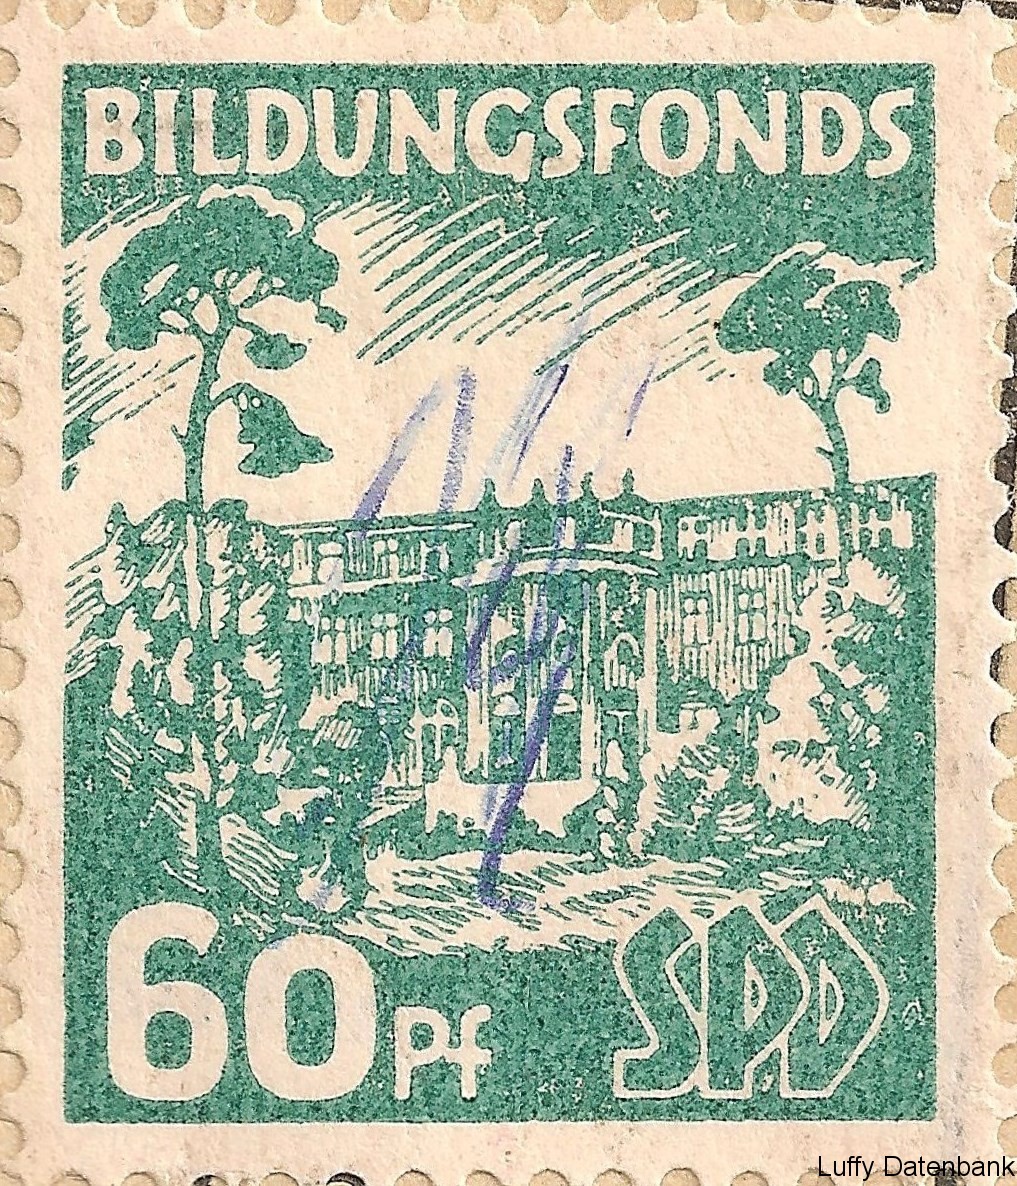 BILDUNGSFONDS
60 Pf SPD
Luffy Datenbank